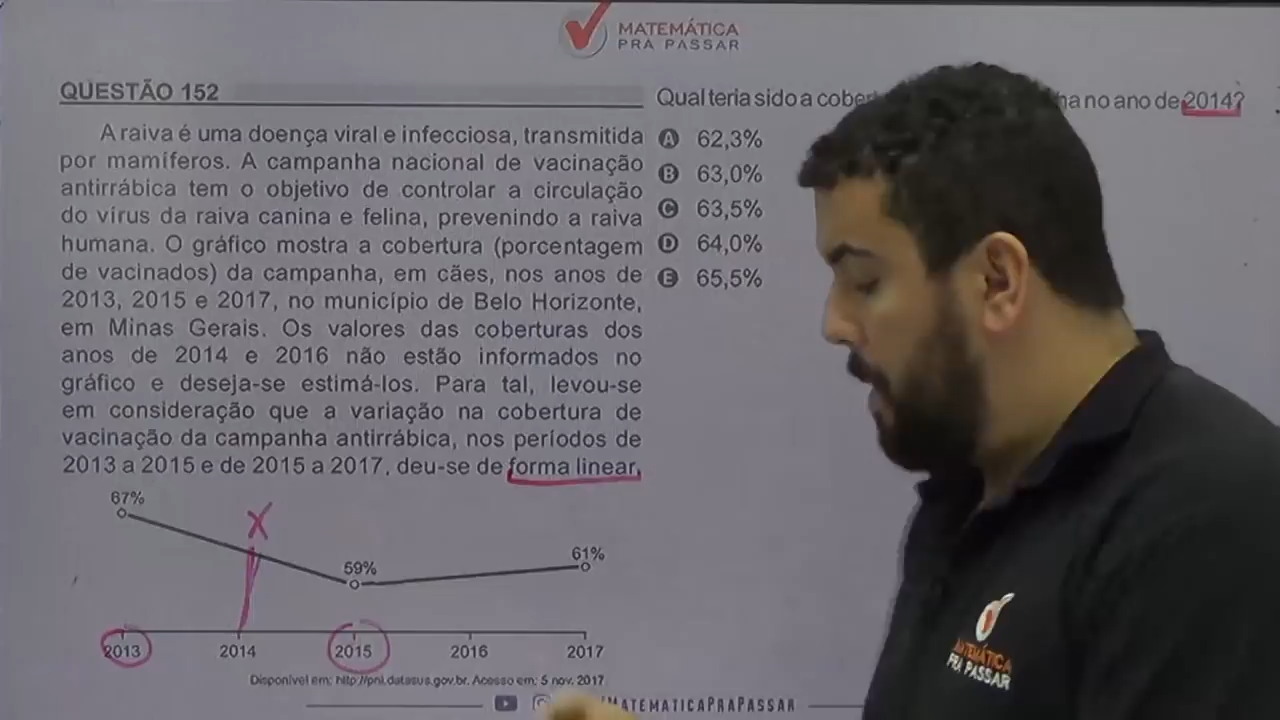 MATEMÁTICA
PRA PASSAR
QUESTÃO 152
A raiva é uma doença viral e infecciosa, transmitida
por mamíferos. A campanha nacional de vacinação
antirrábica tem o objetivo de controlar a circulação
do vírus da raiva canina e felina, prevenindo a raiva
humana. O gráfico mostra a cobertura (porcentagem
de vacinados) da campanha, em cães, nos anos de
2013, 2015 e 2017, no município de Belo Horizonte,
em Minas Gerais. Os valores das coberturas dos
anos de 2014 e 2016 não estão informados no
gráfico e deseja-se estimá-los. Para tal, levou-se
em consideração que a variação na cobertura de
vacinação da campanha antirrábica, nos períodos de
2013 a 2015 e de 2015 a 2017, deu-se de forma linear.
67%
X
59%
61%
2013 2014 2015 2016 2017
Disponível em: http://pni.datasus.gov.br. Acesso em: 5 nov. 2017
Qual teria sido a no ano de 2014?
A 62,3%
B 63,0%
C 63,5%
D 64,0%
E 65,5%
MATEMÁTICA
PRA PASSAR
/MATEMATICAPRAPASSAR